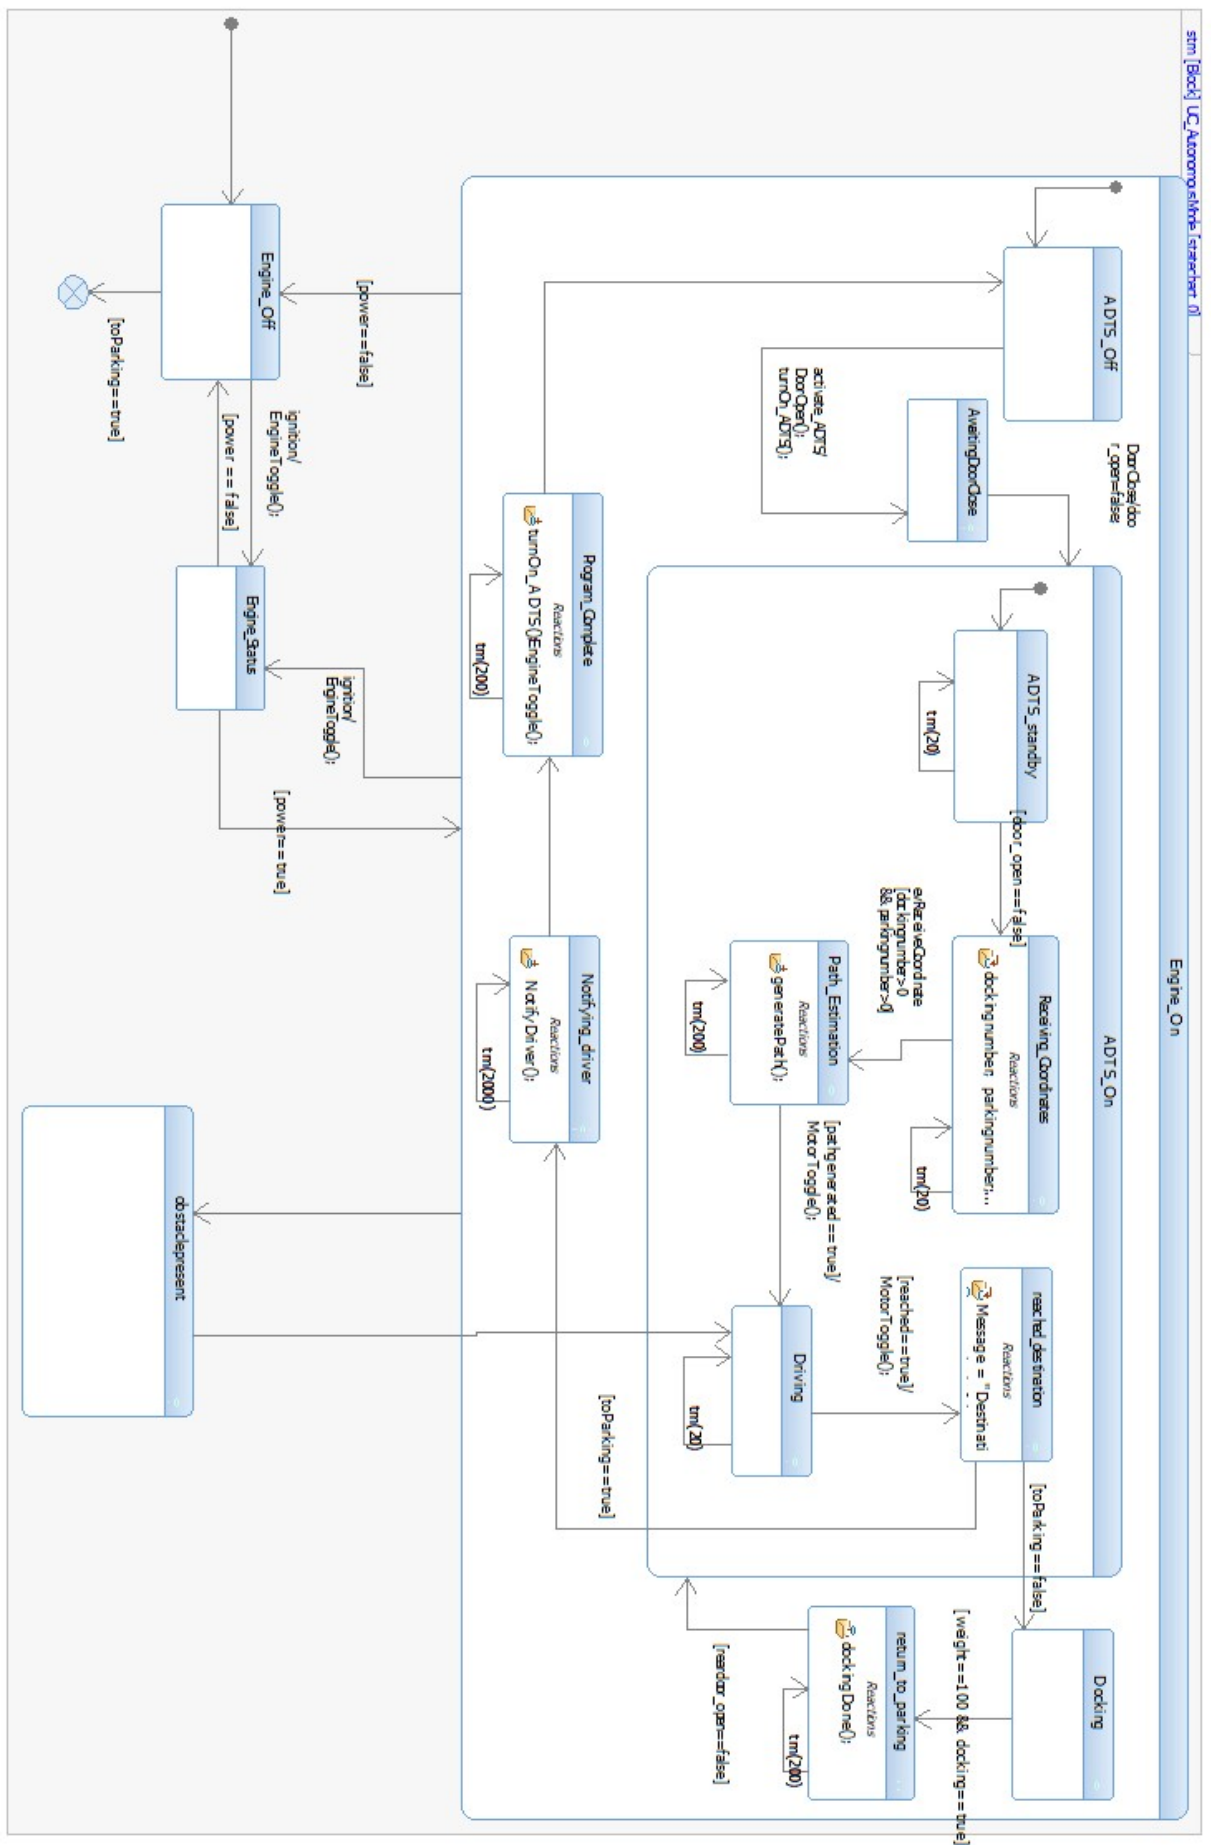 stm [Block] UC_AutonomousMode [statechart_0]
Engine_On
ADTS_Off
DoorClose/doo
r_open=false;
ADTS_On
AwaitingDoorClose
activate_ADTS/
DoorOpen();
turnOn_ADTS();
ADTS_standby
tm(20)
[door_open==false]
Receiving_Coordinates
Reactions
dockingnumber; parkingnumber;...
tm(20)
evReceiveCoordinate
[dockingnumber>0
&& parkingnumber>0]
Path_Estimation
Reactions
generatePath();
tm(200)
[pathgenerated==true]/
MotorToggle();
Driving
tm(20)
[reached==true]/
MotorToggle();
reached_destination
Reactions
Message = "Destinati
[toParking==false]
[toParking==true]
Docking
[weight==100 && docking==true]
return_to_parking
Reactions
dockingDone();
tm(200)
[reardoor_open==false]
Program_Complete
Reactions
turnOn_ADTS()EngineToggle();
tm(200)
Notifying_driver
Reactions
NotifyDriver();
tm(2000)
[power==false]
Engine_Off
[toParking==true]
ignition/
EngineToggle();
[power == false]
Engine_Status
ignition/
EngineToggle();
[power==true]
obstaclepresent